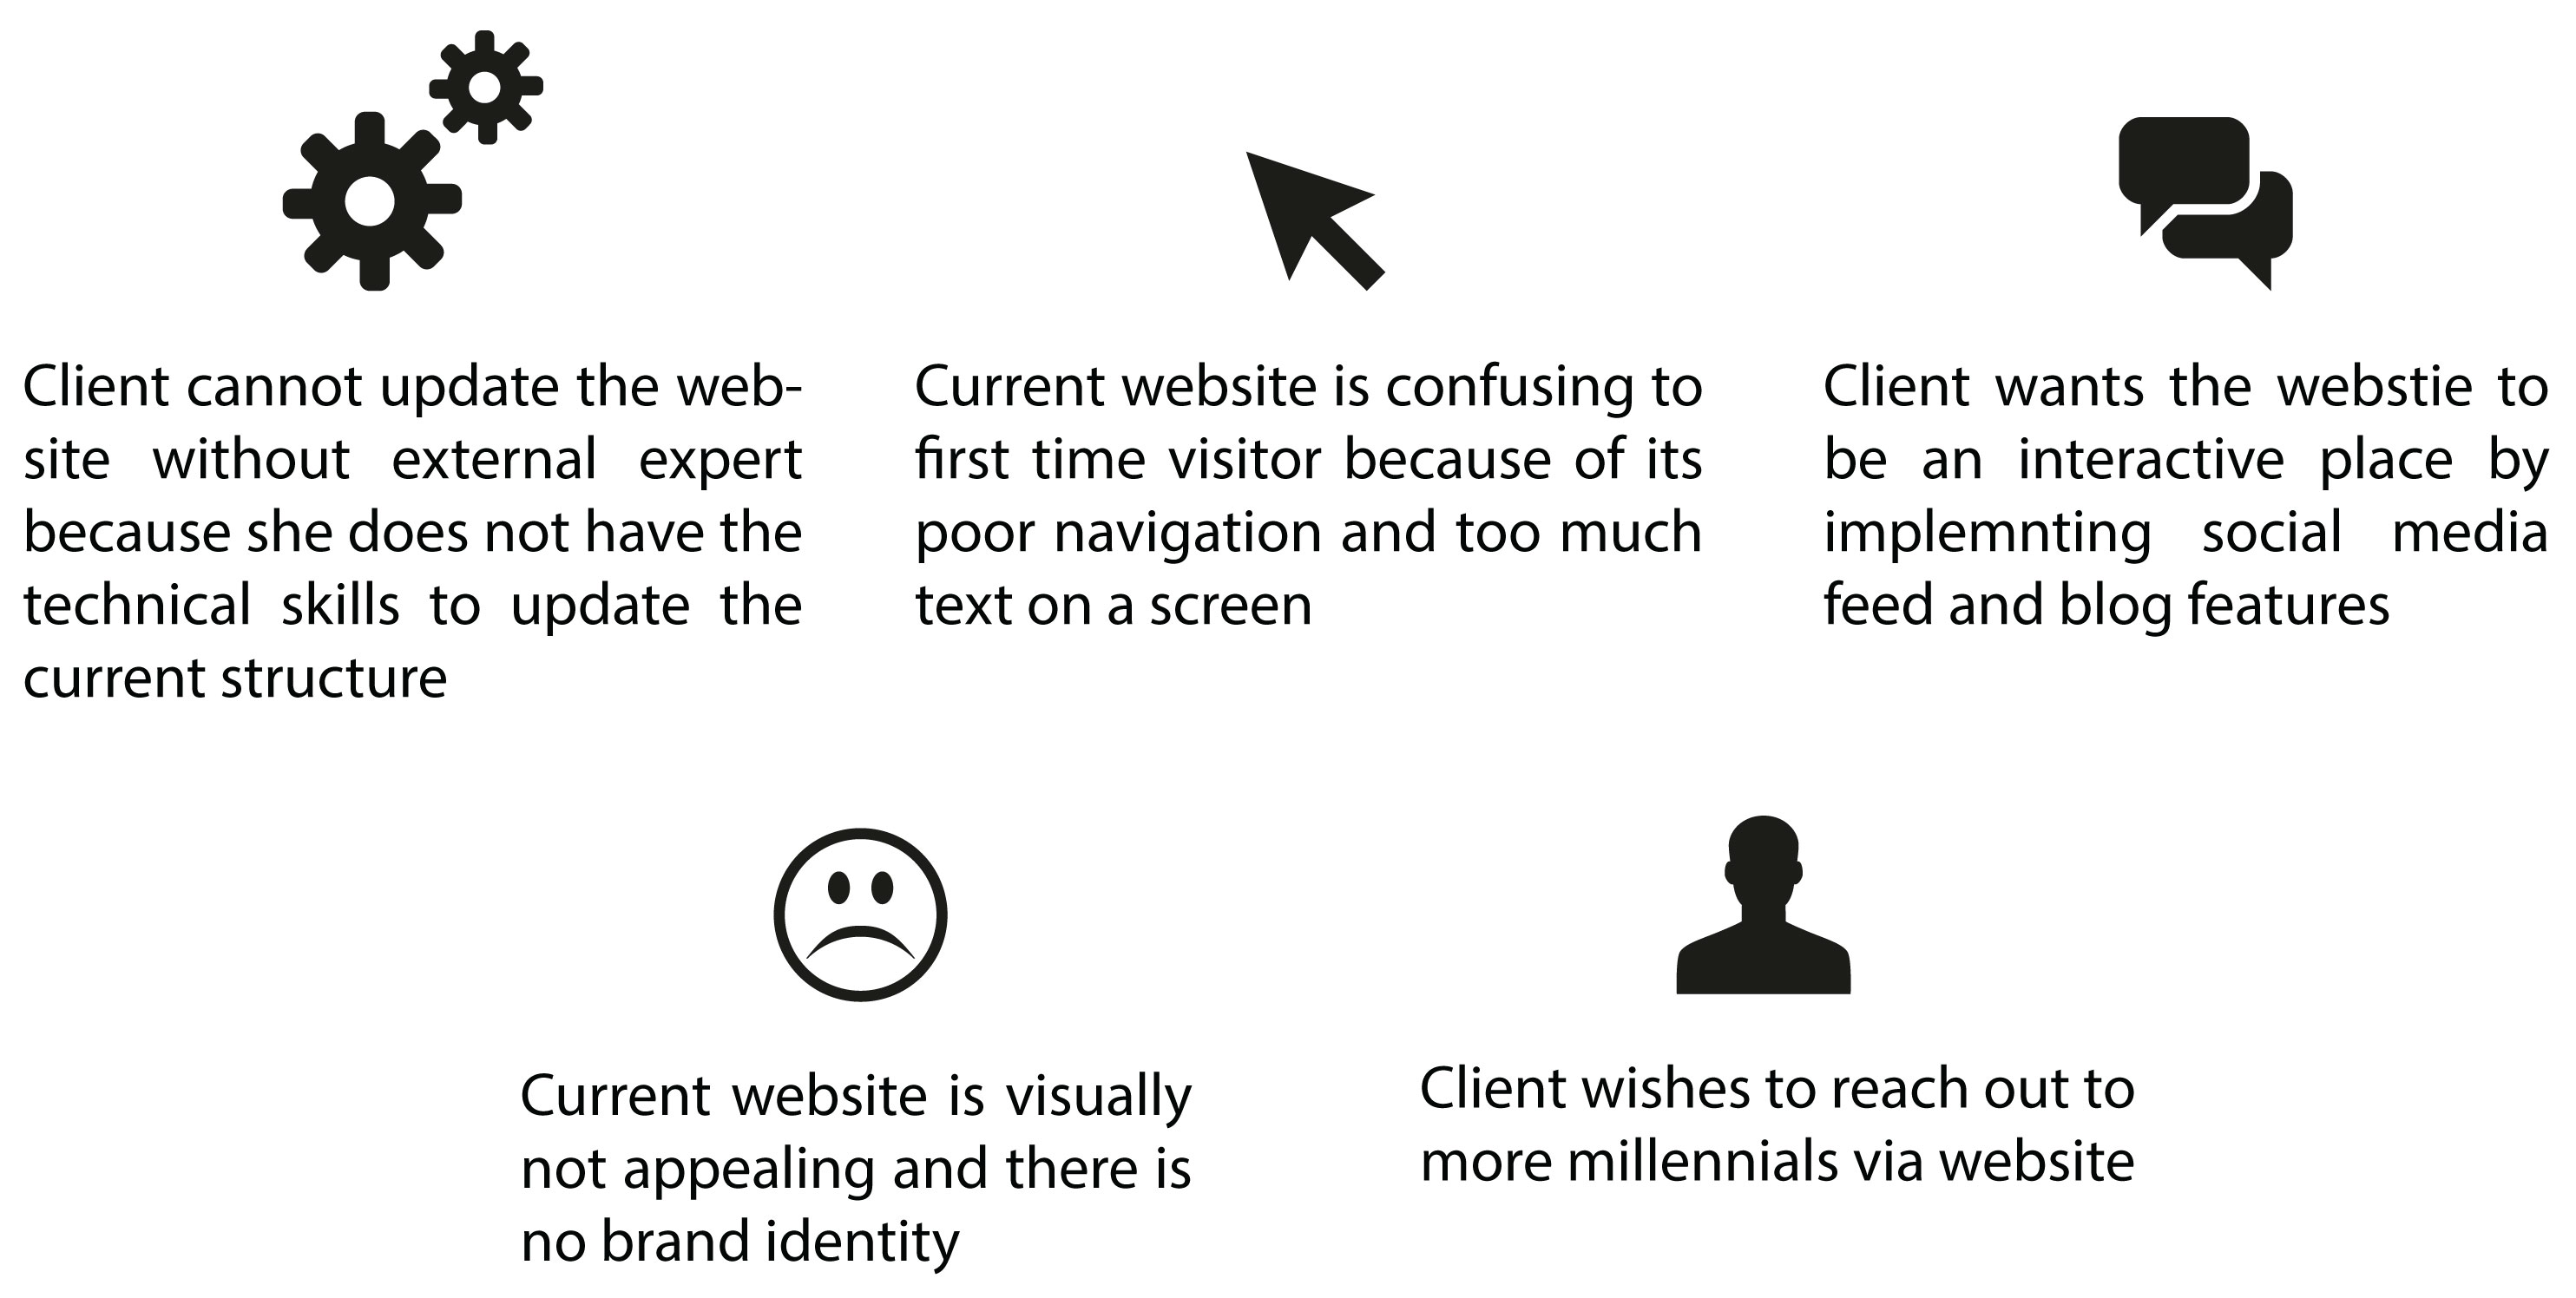 Client cannot update the web-
site without external expert
because she does not have the
technical skills to update the
current structure
Current website is confusing to
first time visitor because of its
poor navigation and too much
text on a screen
Client wants the webstie to
be an interactive place by
implemnting social media
feed and blog features
Current website is visually
not appealing and there is
no brand identity
Client wishes to reach out to
more millennials via website